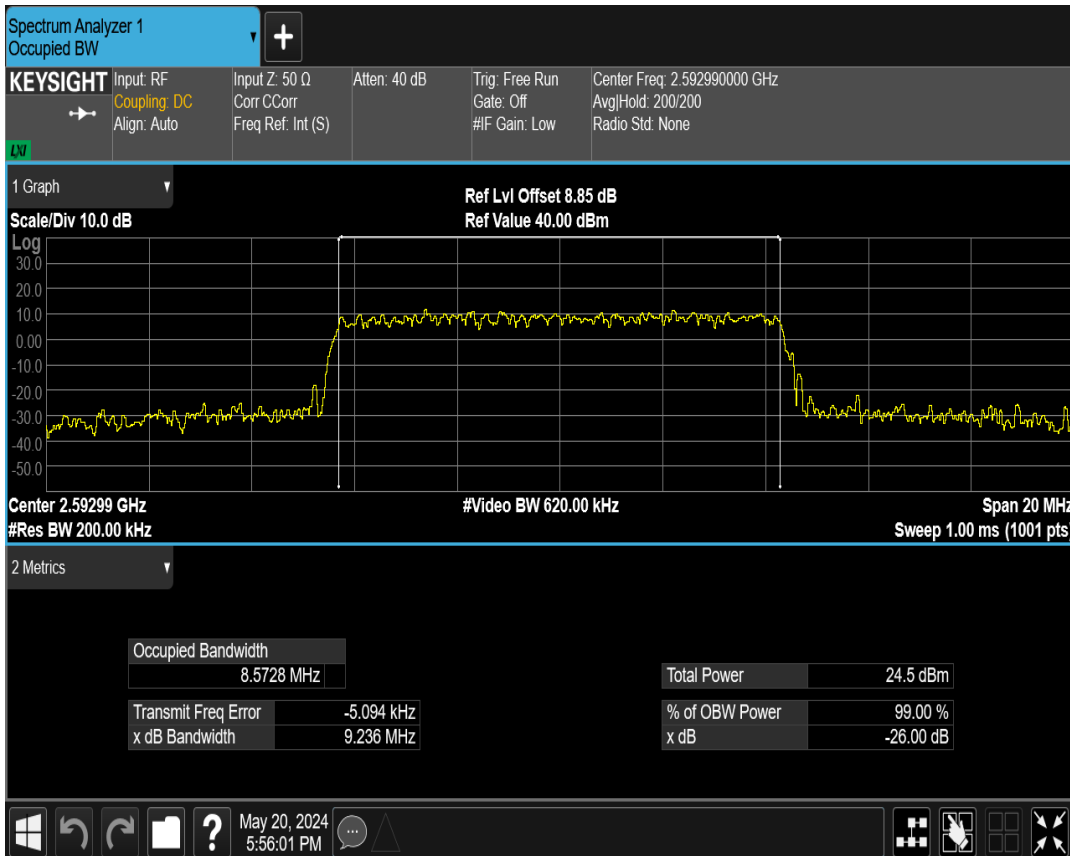 Spectrum Analyzer 1
Occupied BW
KEYSIGHT
LXI
Input: RF
Coupling: DC
Align: Auto
Input Z: 50 Ω
Corr CCorr
Freq Ref: Int (S)
Atten: 40 dB
Trig: Free Run
Gate: Off
#IF Gain: Low
Center Freq: 2.592990000 GHz
Avg|Hold: 200/200
Radio Std: None
1 Graph
Scale/Div 10.0 dB
Ref Lvl Offset 8.85 dB
Ref Value 40.00 dBm
Log
30.0
20.0
10.0
0.00
-10.0
-20.0
-30.0
-40.0
-50.0
Center 2.59299 GHz
#Video BW 620.00 kHz
Span 20 MHz
#Res BW 200.00 kHz
Sweep 1.00 ms (1001 pts)
2 Metrics
Occupied Bandwidth
8.5728 MHz
Total Power 24.5 dBm
Transmit Freq Error -5.094 kHz
% of OBW Power 99.00 %
x dB Bandwidth 9.236 MHz
x dB -26.00 dB
?
May 20, 2024
5:56:01 PM